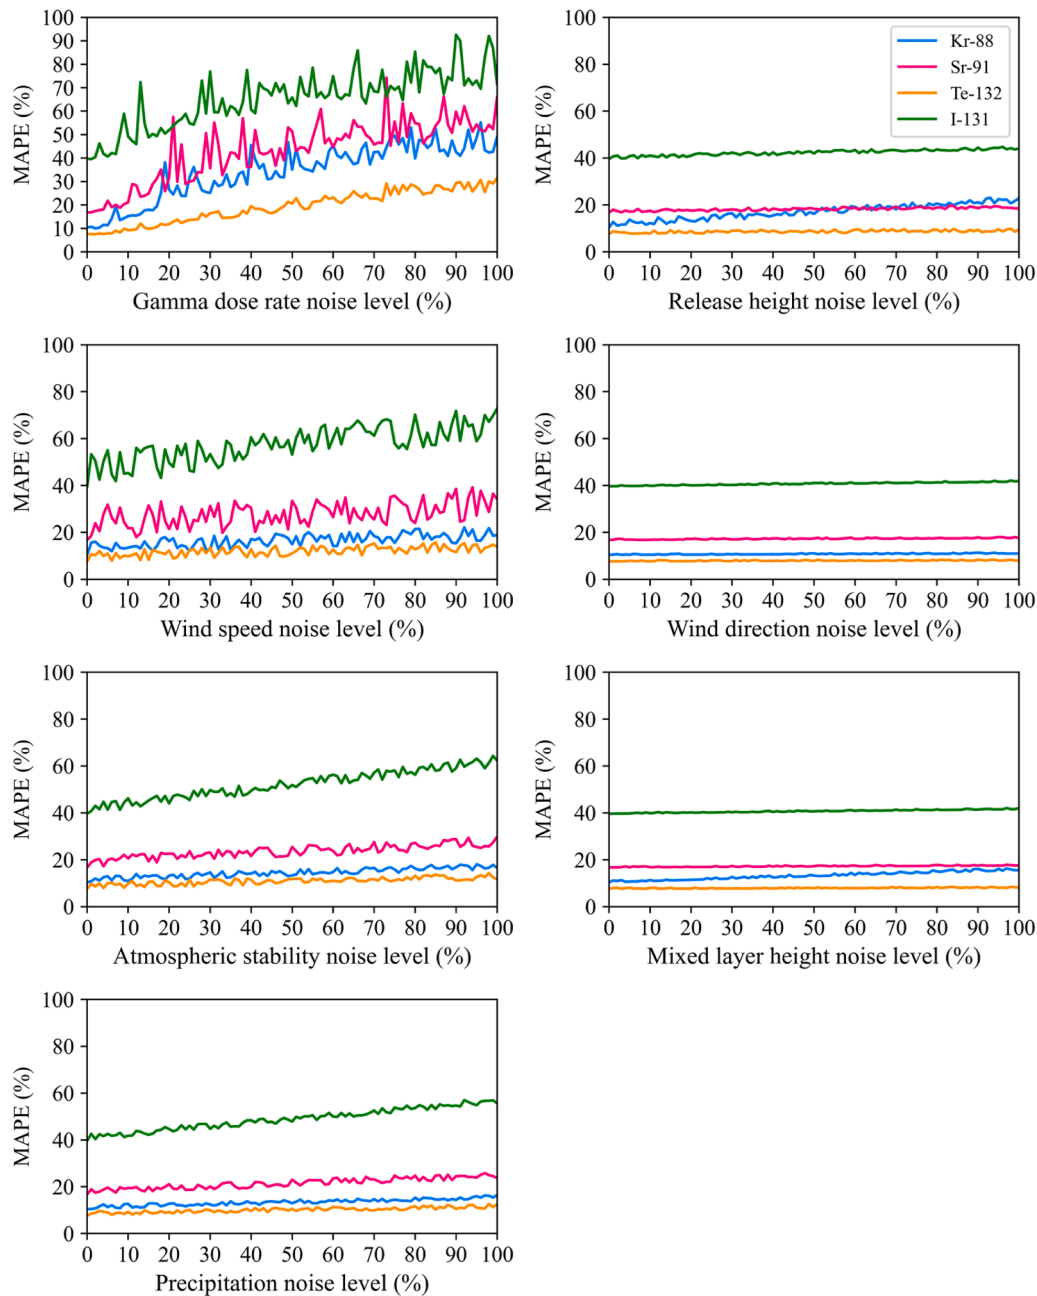 100
90
80
70
60
50
40
30
20
10
0
MAPE (%)
0 10 20 30 40 50 60 70 80 90 100
Gamma dose rate noise level (%)
100
80
60
40
20
0
MAPE (%)
Kr-88
Sr-91
Te-132
I-131
0 10 20 30 40 50 60 70 80 90 100
Release height noise level (%)
100
80
60
40
20
0
MAPE (%)
0 10 20 30 40 50 60 70 80 90 100
Wind speed noise level (%)
100
80
60
40
20
0
MAPE (%)
0 10 20 30 40 50 60 70 80 90 100
Wind direction noise level (%)
100
80
60
40
20
0
MAPE (%)
0 10 20 30 40 50 60 70 80 90 100
Atmospheric stability noise level (%)
100
80
60
40
20
0
MAPE (%)
0 10 20 30 40 50 60 70 80 90 100
Mixed layer height noise level (%)
100
80
60
40
20
0
MAPE (%)
0 10 20 30 40 50 60 70 80 90 100
Precipitation noise level (%)